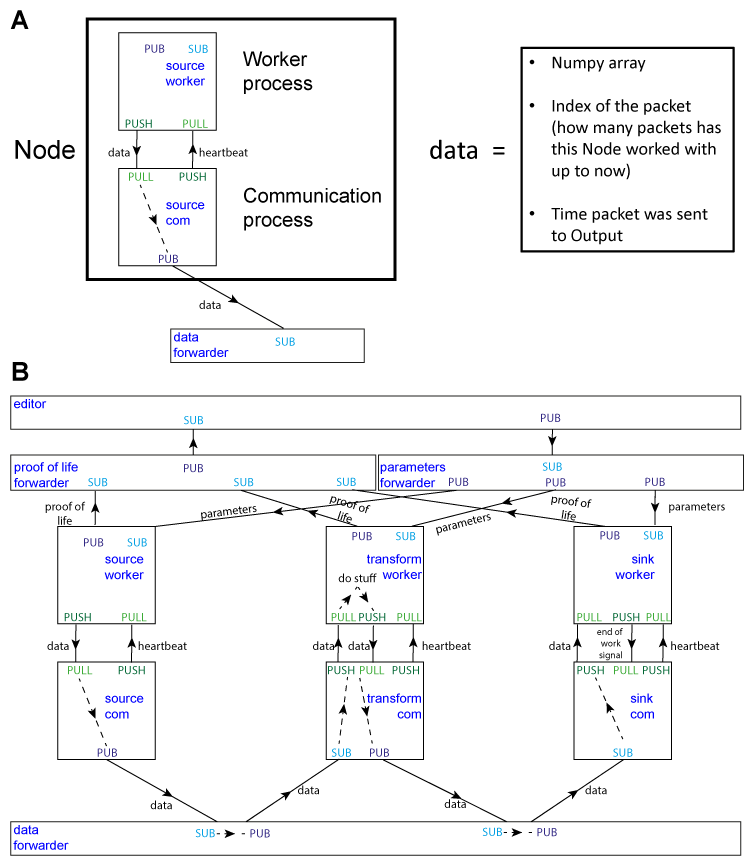 A
PUB SUB
source
worker
Worker
process
PUSH PULL
Node
data heartbeat
PULL PUSH
source
com
Communication
process
PUB
data
data
forwarder
SUB
data =
• Numpy array
• Index of the packet
(how many packets has
this Node worked with
up to now)
• Time packet was sent
to Output
B
editor
SUB PUB
proof of life
forwarder
PUB
SUB SUB SUB
parameters
forwarder
SUB
PUB PUB PUB
proof of
life
parameters
proof of
life
parameters
proof of
life
parameters
PUB SUB
source
worker
PUSH PULL
PUB SUB
transform
worker
do stuff
PULL PUSH PULL
PUB SUB
sink
worker
PULL PUSH PULL
data heartbeat
data data heartbeat
data
end of
work
signal
heartbeat
PULL PUSH
source
com
PUB
PUSH PULL PUSH
transform
com
SUB PUB
PUSH PULL PUSH
sink
com
SUB
data data data data
data
forwarder
SUB PUB SUB PUB